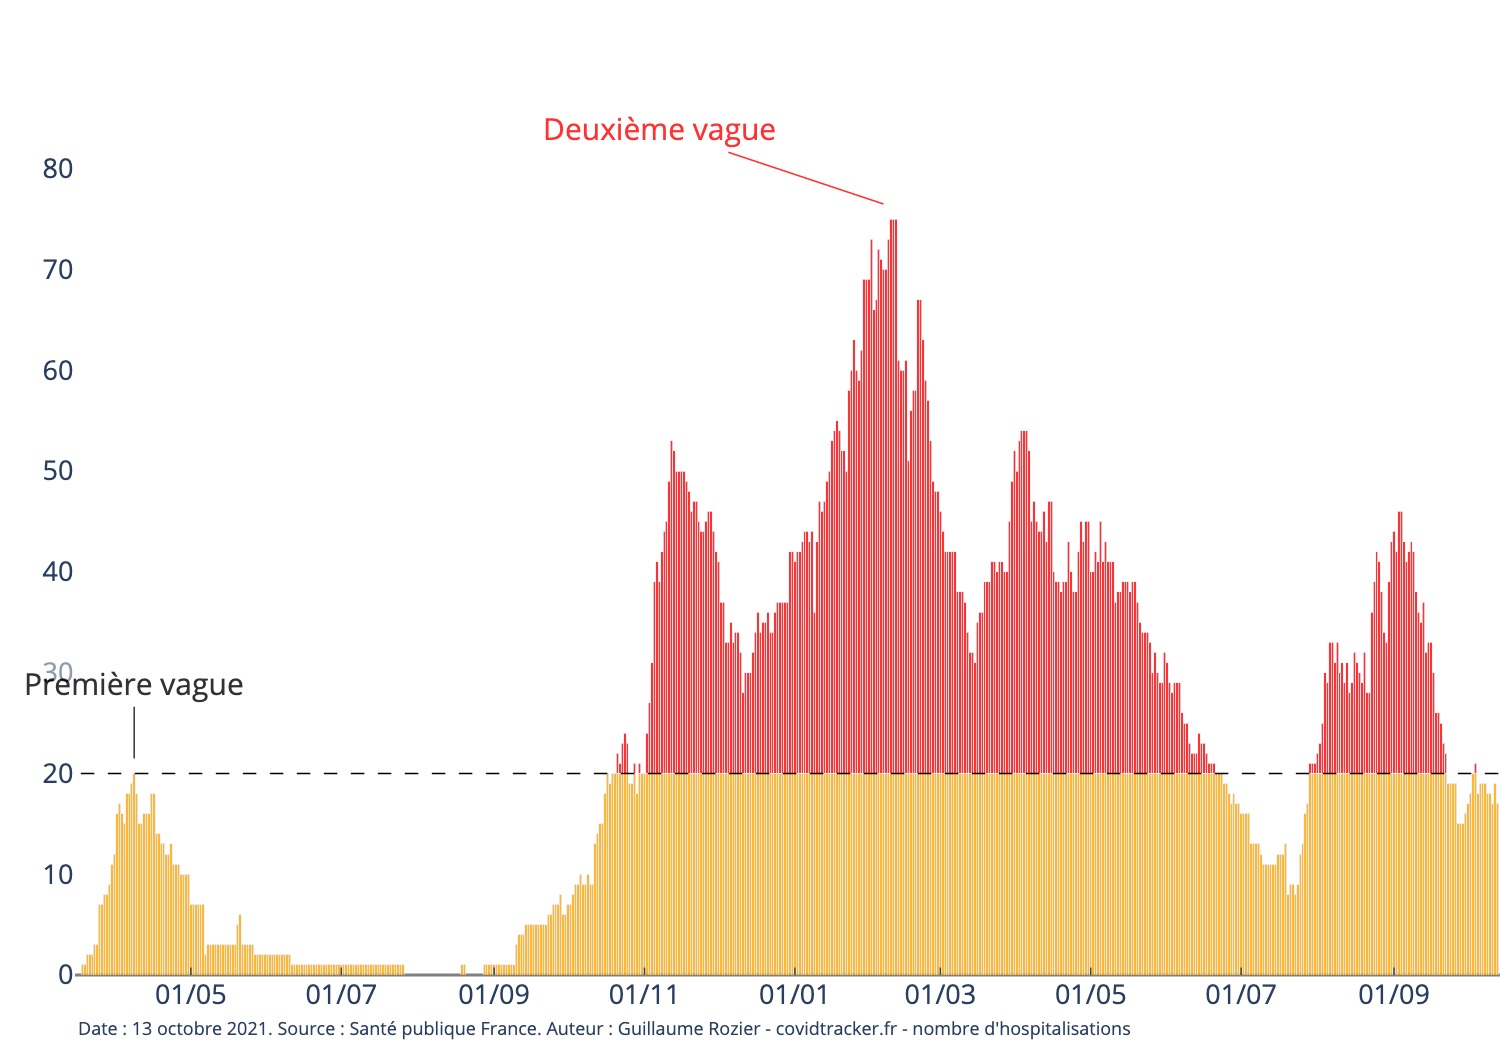 Deuxième vague
80
70
60
50
40
30
Première vague
20
10
0
01/05 01/07 01/09 01/11 01/01 01/03 01/05 01/07 01/09
Date : 13 octobre 2021. Source : Santé publique France. Auteur : Guillaume Rozier - covidtracker.fr - nombre d'hospitalisations